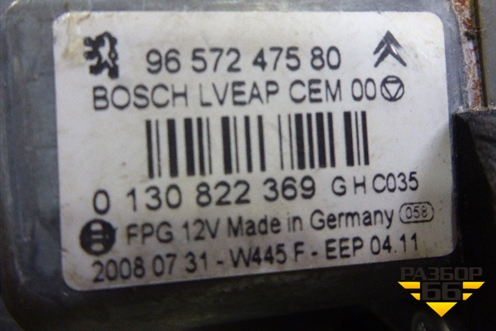 96 572 475 80
BOSCH LVEAP CEM 00
0 130 822 369 G H C035
FPG 12V Made in Germany 058
2008 07 31 - W445 F - EEP 04.11
РАЗБОР
66